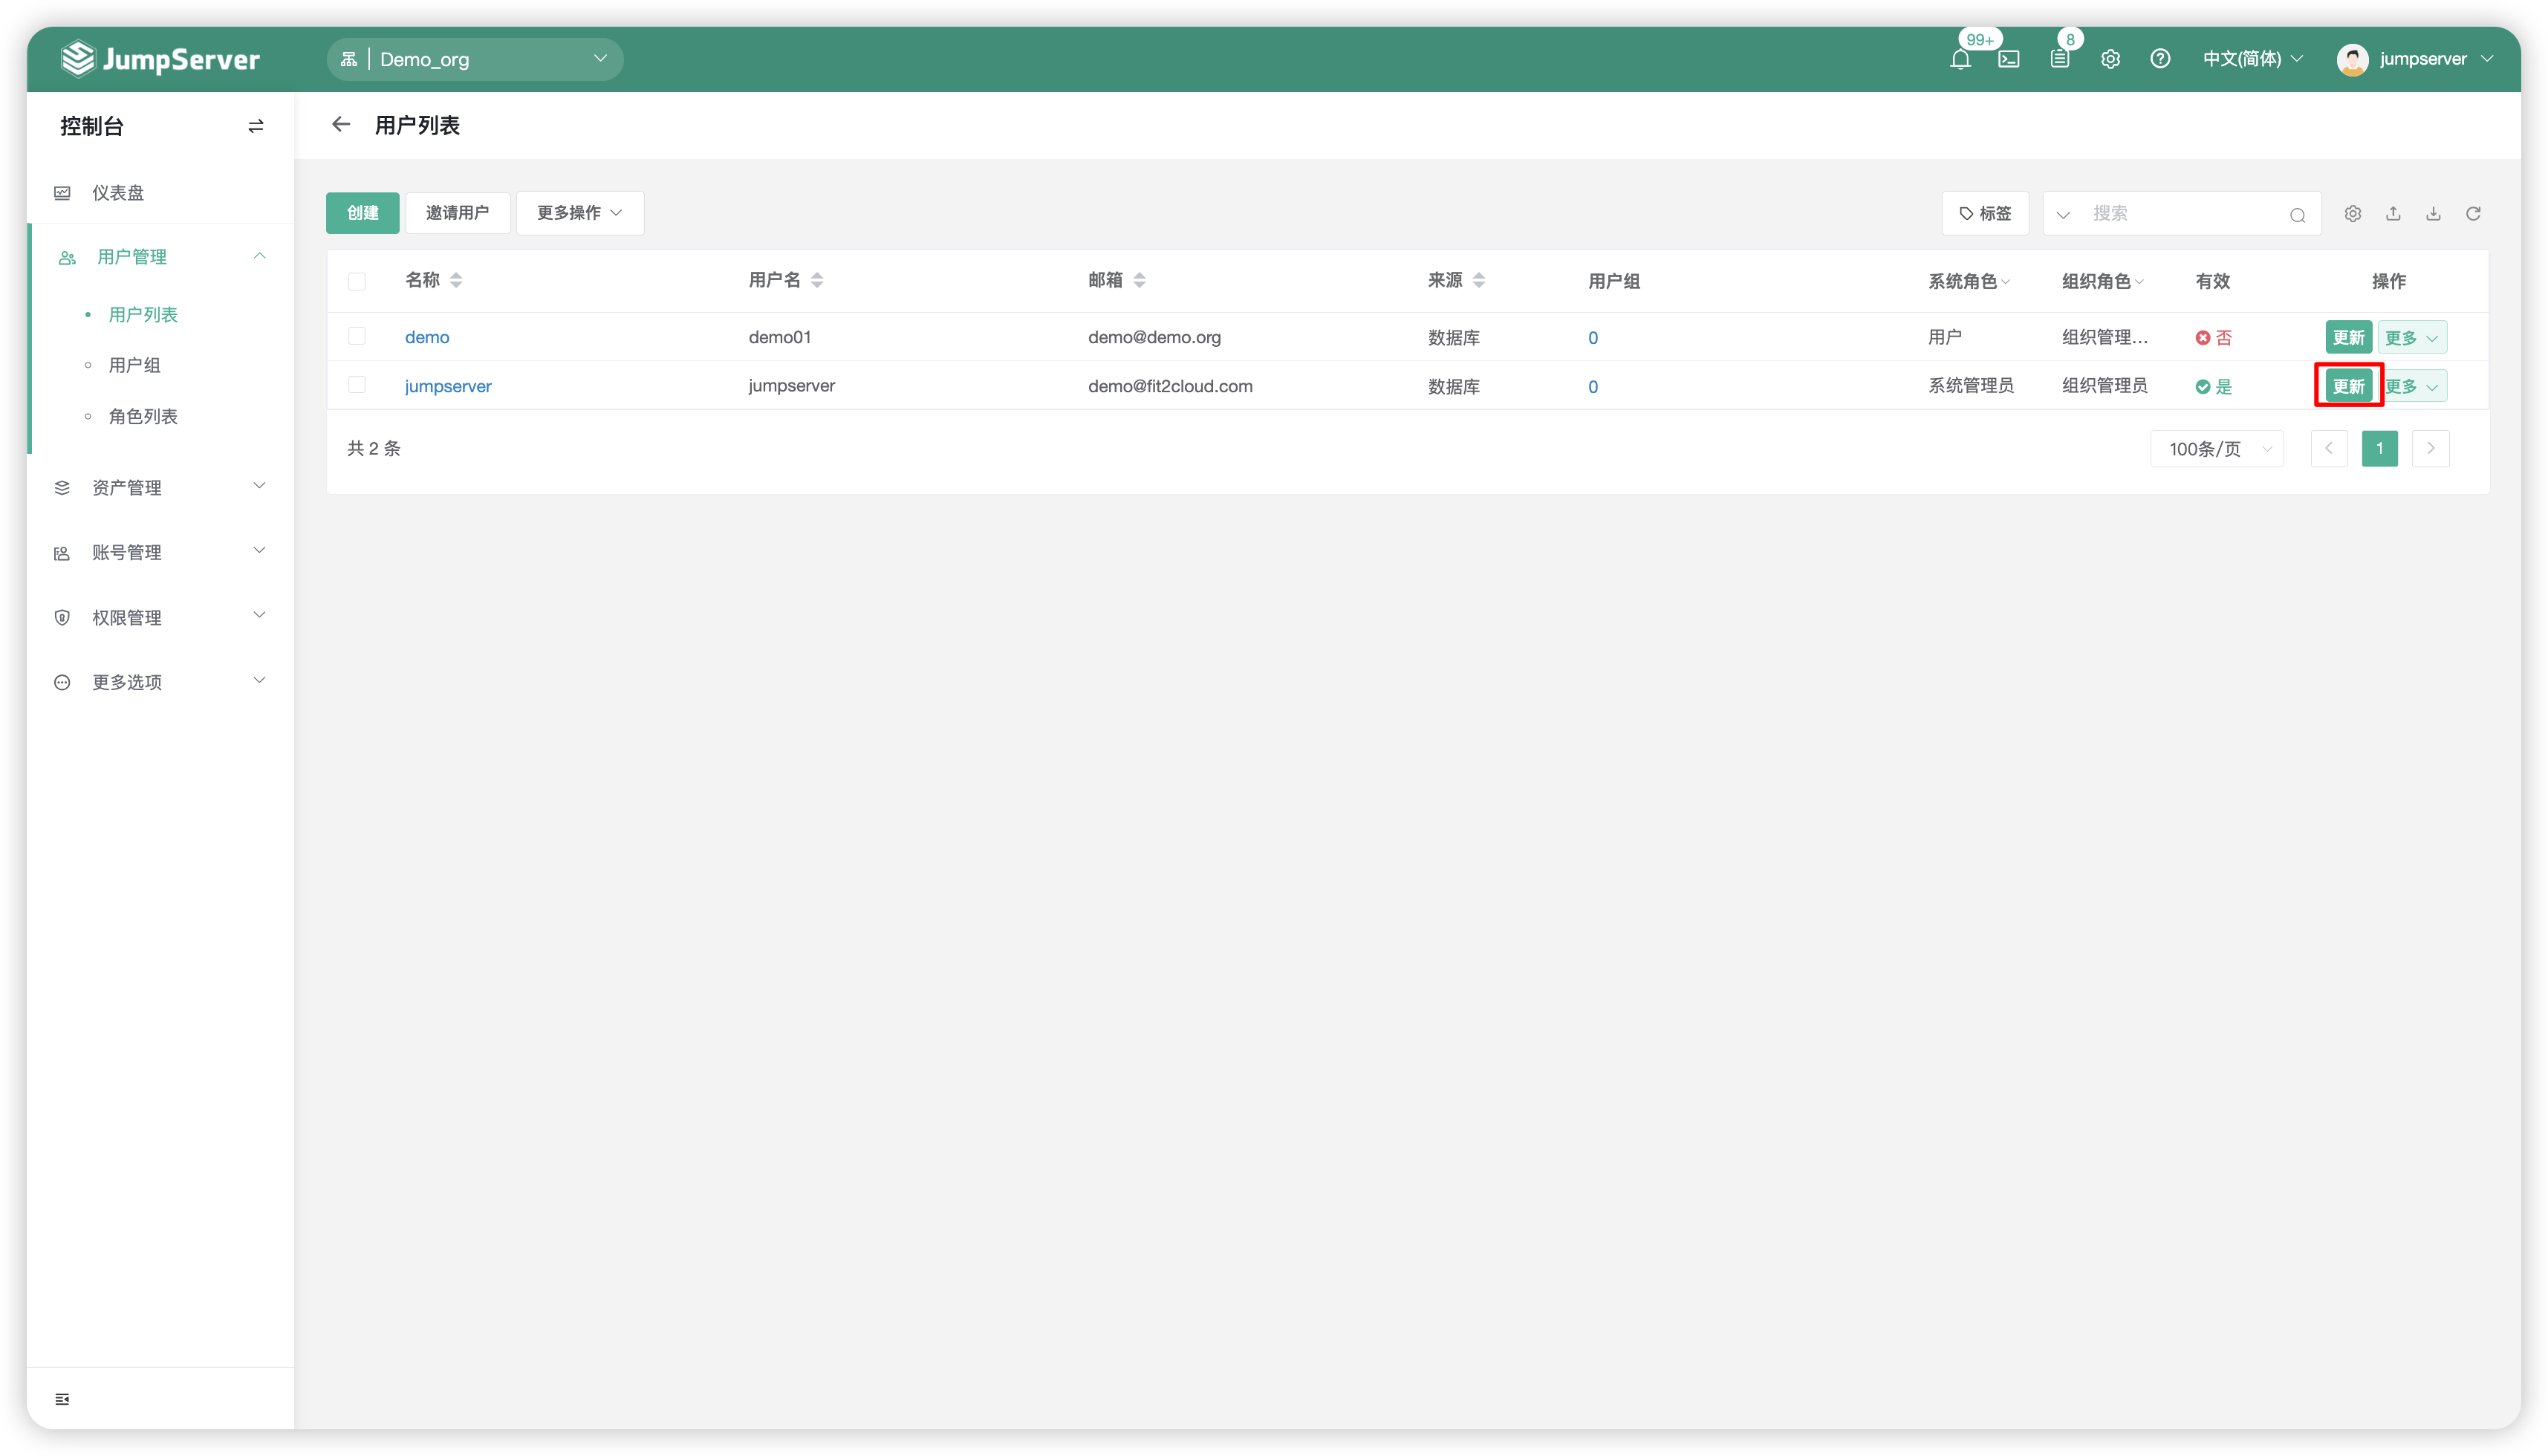 JumpServer
Demo_org
99+
8
中文(简体)
jumpserver
控制台
用户列表
仪表盘
用户管理
用户列表
用户组
角色列表
资产管理
账号管理
权限管理
更多选项
创建
邀请用户
更多操作
标签
搜索
名称 用户名 邮箱 来源 用户组 系统角色 组织角色 有效 操作
demo demo01 demo@demo.org 数据库 0 用户 组织管理... 否 更新 更多
jumpserver jumpserver demo@fit2cloud.com 数据库 0 系统管理员 组织管理员 是 更新 更多
共 2 条
100条/页
1